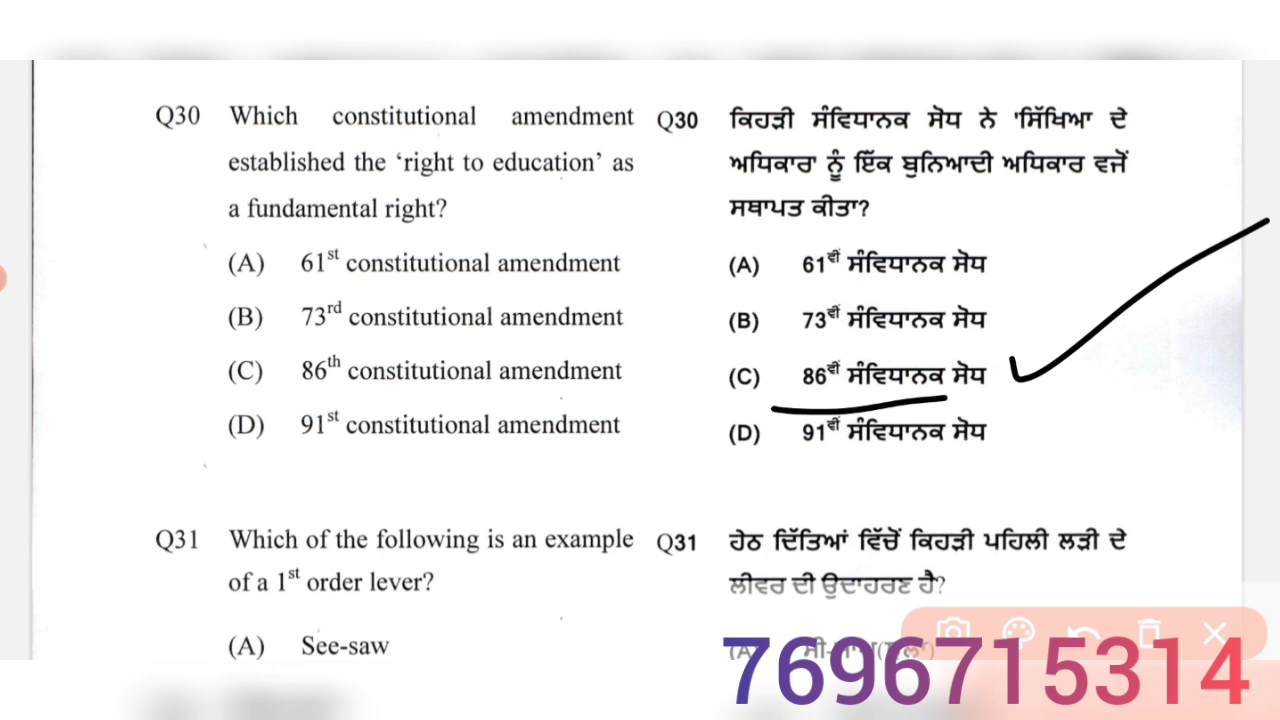 Q30 Which constitutional amendment
established the ‘right to education’ as
a fundamental right?
(A) 61st constitutional amendment
(B) 73rd constitutional amendment
(C) 86th constitutional amendment
(D) 91st constitutional amendment
Q31 Which of the following is an example
of a 1st order lever?
(A) See-saw
Q30 ਕਿਹੜੀ ਸੰਵਿਧਾਨਕ ਸੋਧ ਨੇ 'ਸਿੱਖਿਆ ਦੇ
ਅਧਿਕਾਰ' ਨੂੰ ਇੱਕ ਬੁਨਿਆਦੀ ਅਧਿਕਾਰ ਵਜੋਂ
ਸਥਾਪਤ ਕੀਤਾ?
(A) 61ਵੀਂ ਸੰਵਿਧਾਨਕ ਸੋਧ
(B) 73ਵੀਂ ਸੰਵਿਧਾਨਕ ਸੋਧ
(C) 86ਵੀਂ ਸੰਵਿਧਾਨਕ ਸੋਧ
(D) 91ਵੀਂ ਸੰਵਿਧਾਨਕ ਸੋਧ
Q31 ਹੇਠ ਦਿੱਤਿਆਂ ਵਿੱਚੋਂ ਕਿਹੜੀ ਪਹਿਲੀ ਲੜੀ ਦੇ
ਲੀਵਰ ਦੀ ਉਦਾਹਰਣ ਹੈ?
(A)
7696715314